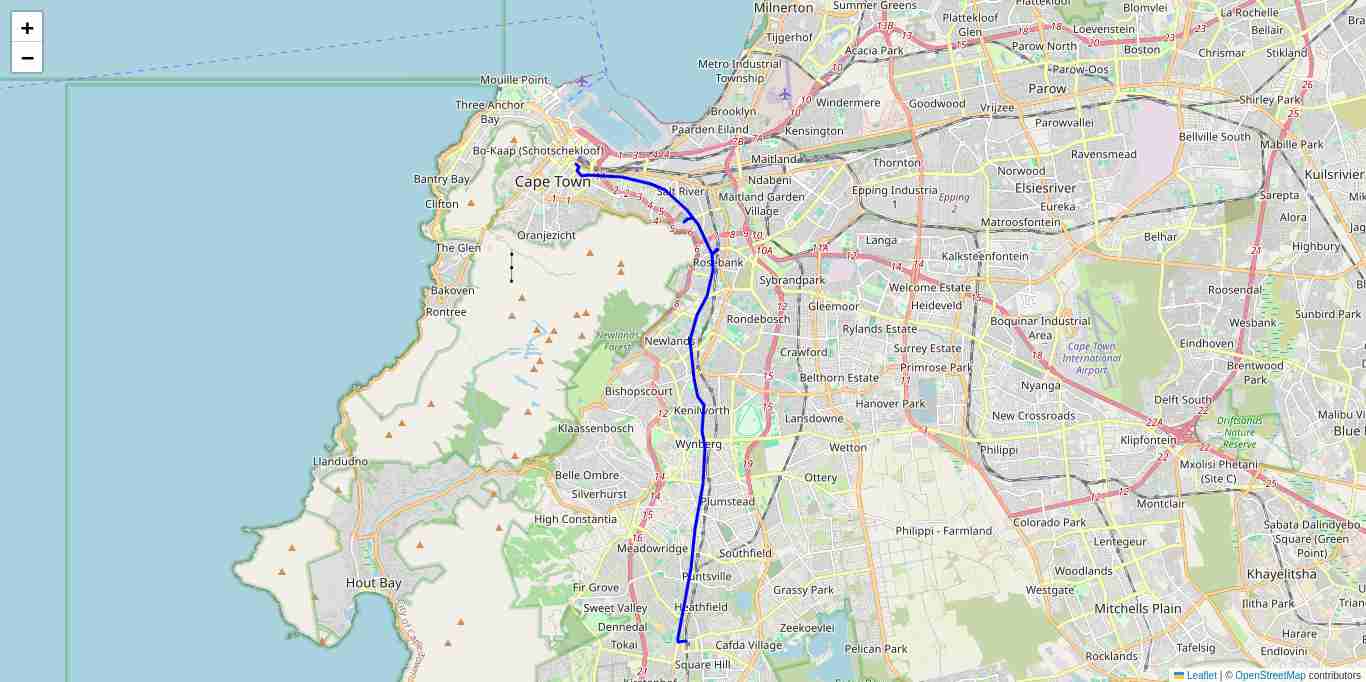 +
−
Milnerton
Summer Greens
Plattekloof
Blomvlei
La Rochelle
Plattekloof
Glen
Loevenstein
Bellair
Tijgerhof
Acacia Park
Parow North
Boston
Chrismar
Stikland
Metro Industrial
Township
Parow-Oos
Mouille Point
Windermere
Goodwood
Parow
Vrijzee
Shirley Park
Three Anchor
Bay
Brooklyn
Paarden Eiland
Kensington
Parowvallei
Bellville South
Mabille Park
Bo-Kaap (Schotschekloof)
Maitland
Thornton
Ravensmead
Norwood
Kuilsrivier
Bantry Bay
Cape Town
Salt River
Ndabeni
Epping Industria
1
Epping
2
Elsiesriver
Eureka
Sarepta
Clifton
Maitland Garden
Village
Matroosfontein
Alora
Oranjezicht
The Glen
Langa
Belhar
Highbury
Kalksteenfontein
Rosebank
Sybrandpark
Bakoven
Rontree
Welcome Estate
Heideveld
Gleemoor
Roosendal
Rondebosch
Rylands Estate
Boquinar Industrial
Area
Wesbank
Sunbird Park
Newlands
Forest
Newlands
Crawford
Surrey Estate
Primrose Park
Cape Town
International
Airport
Eindhoven
Brentwood
Park
Belthorn Estate
Nyanga
Bishopscourt
Kenilworth
Lansdowne
Hanover Park
New Crossroads
Delft South
Klaassenbosch
Wynberg
Wetton
Philippi
Klipfontein
Driftsands
Nature
Reserve
Malibu V
Blue
Llandudno
Belle Ombre
Ottery
Mxolisi Phetani
(Site C)
Silverhurst
Plumstead
Montclair
High Constantia
Philippi - Farmland
Colorado Park
Sabata Dalindyebo
Square (Green
Point)
Meadowridge
Southfield
Lentegeur
Hout Bay
Fir Grove
Puntsville
Woodlands
Khayelitsha
Grassy Park
Westgate
Sweet Valley
Heathfield
Mitchells Plain
Ilitha Park
Trian
Dennedal
Zeekoevlei
Harare
Tokai
Cafda Village
Pelican Park
Tafelsig
Endlovini
Square Hill
Rocklands
Leaflet | © OpenStreetMap contributors